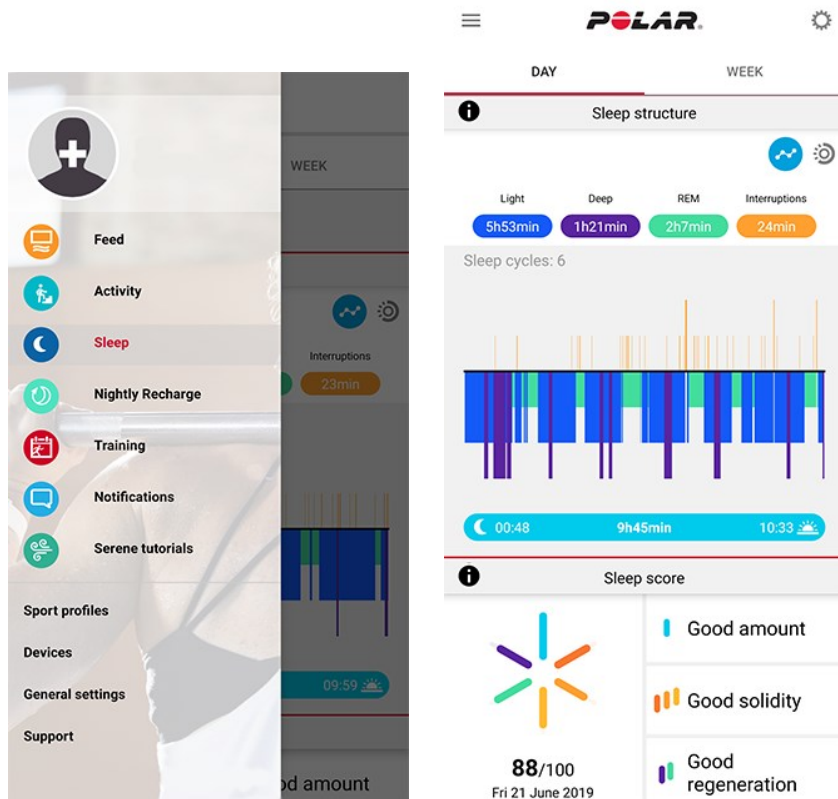 WEEK
Feed
Activity
Sleep
Interruptions
23min
Nightly Recharge
Training
Notifications
Serene tutorials
Sport profiles
Devices
General settings
09:59
Support
od amount
POLAR.
DAY
WEEK
Sleep structure
Light
Deep
REM
Interruptions
5h53min
1h21min
2h7min
24min
Sleep cycles: 6
00:48
9h45min
10:33
Sleep score
Good amount
Good solidity
Good
regeneration
88/100
Fri 21 June 2019